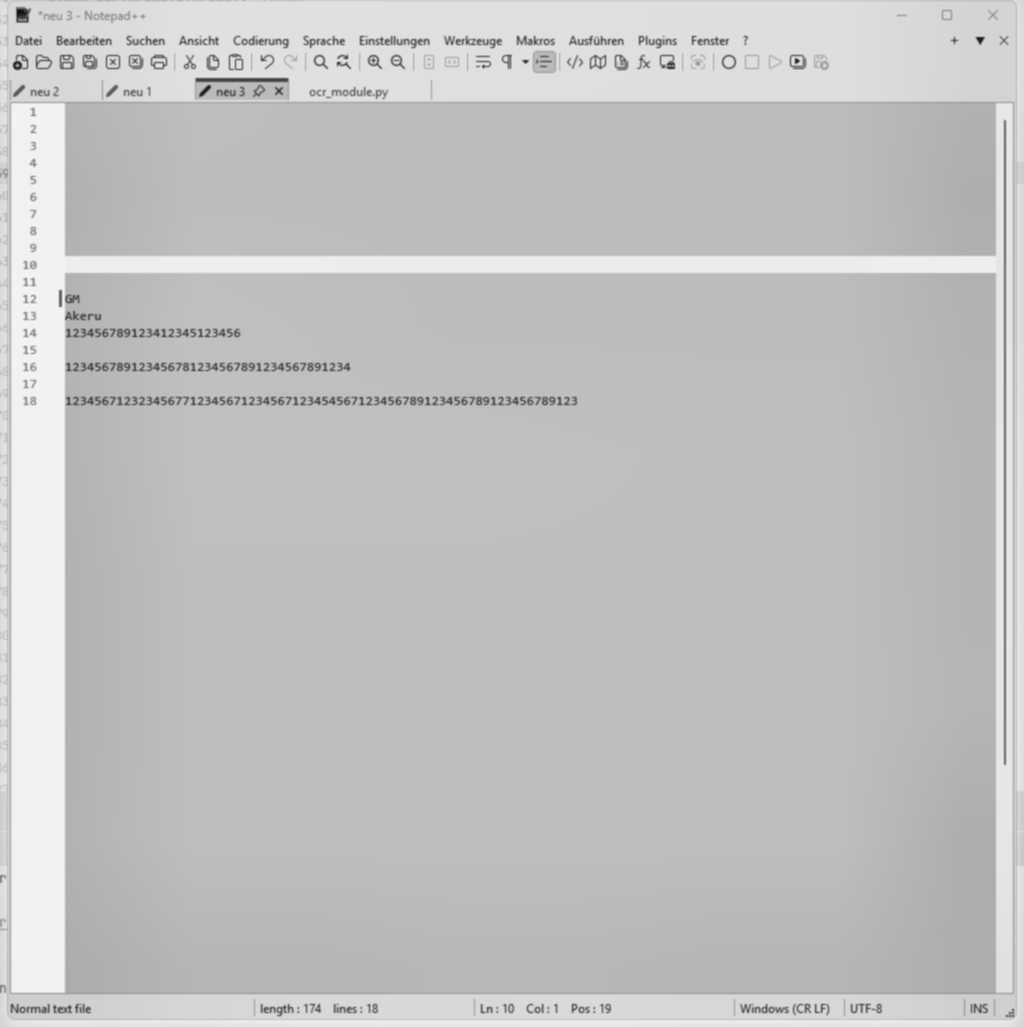 *neu 3 - Notepad++
Datei Bearbeiten Suchen Ansicht Codierung Sprache Einstellungen Werkzeuge Makros Ausführen Plugins Fenster ?
neu 2 neu 1 neu 3 ocr_module.py
1
2
3
4
5
6
7
8
9
10
11
12 GM
13 Akeru
14 123456789123412345123456
15
16 123456789123456781234567891234567891234
17
18 1234567123234567712345671234567123454567123456789123456789123456789123
Normal text file length : 174 lines : 18 Ln : 10 Col : 1 Pos : 19 Windows (CR LF) UTF-8 INS